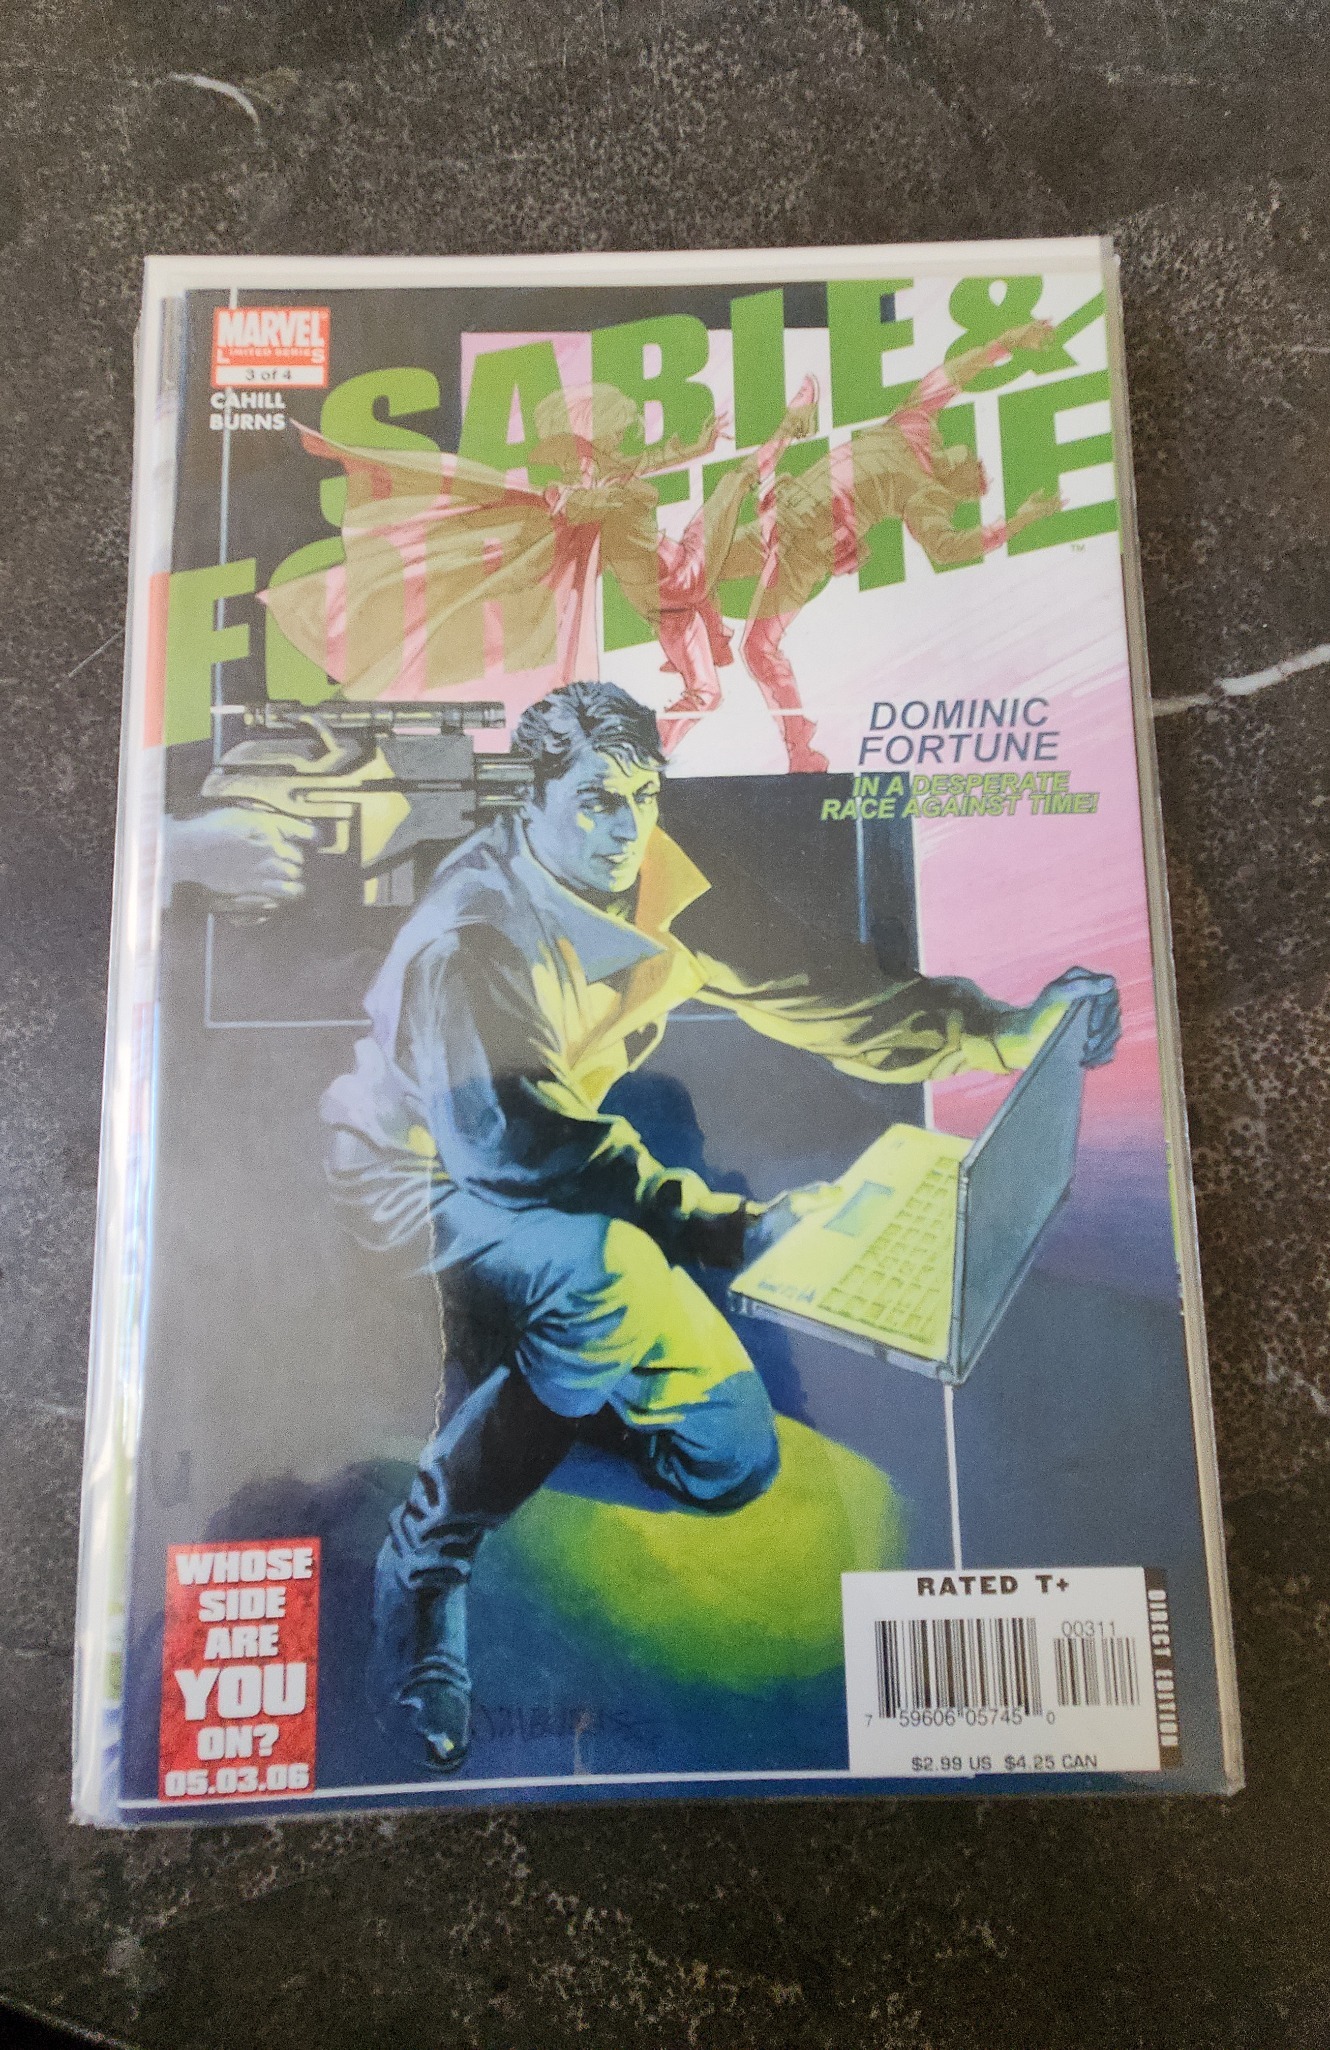 MARVEL
LIMITED SERIES
3 of 4
CAHILL
BURNS
SABLE &
FORTUNE
TM
DOMINIC
FORTUNE
IN A DESPERATE
RACE AGAINST TIME!
WHOSE
SIDE
ARE
YOU
ON?
05.03.06
RATED T+
00311
7 59606 05745 0
$2.99 US $4.25 CAN
DIRECT EDITION